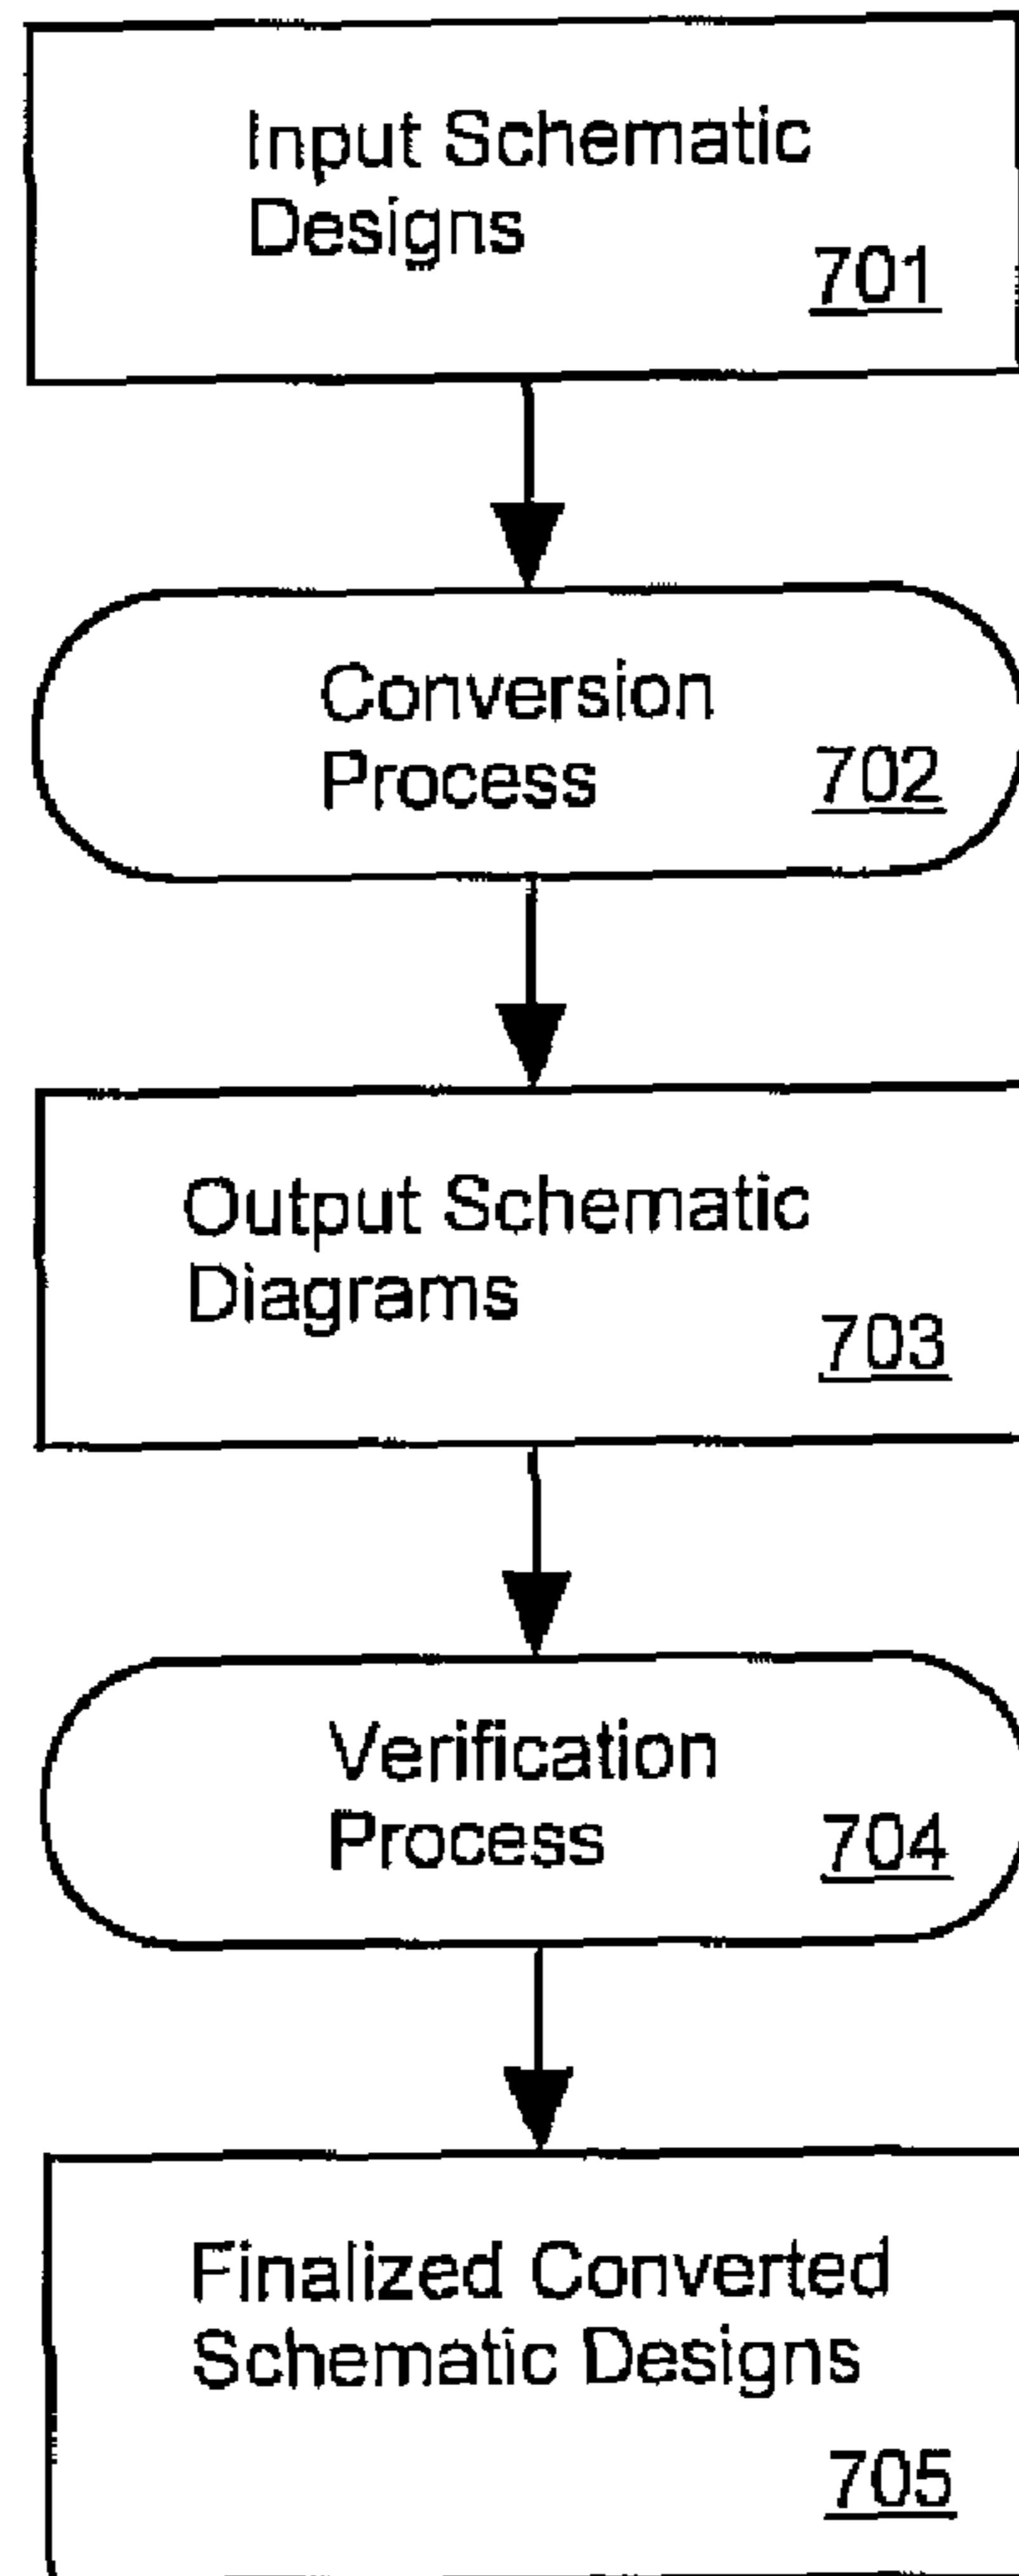 Input Schematic
Designs
701
Conversion
Process
702
Output Schematic
Diagrams
703
Verification
Process
704
Finalized Converted
Schematic Designs
705